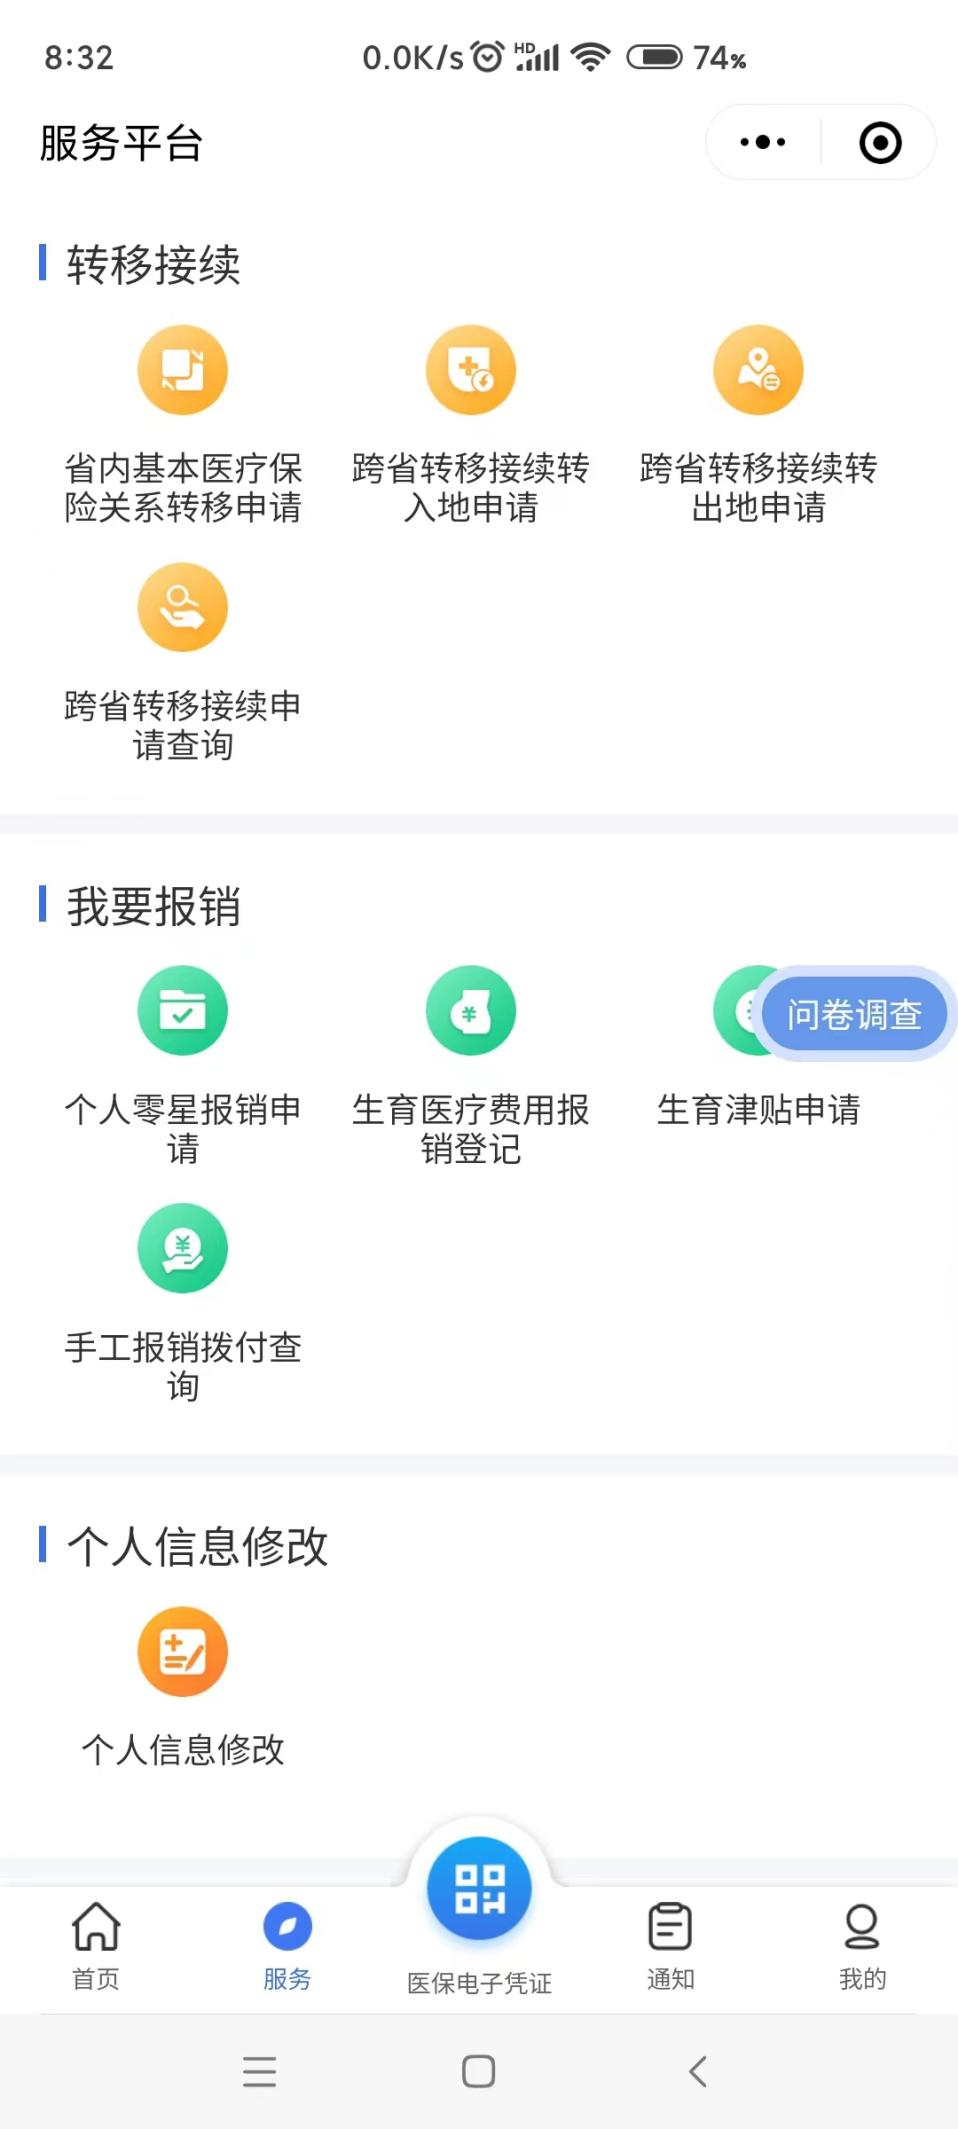 8:32
0.0K/s HD 74%
服务平台
转移接续
省内基本医疗保
险关系转移申请
跨省转移接续转
入地申请
跨省转移接续转
出地申请
跨省转移接续申
请查询
我要报销
个人零星报销申
请
生育医疗费用报
销登记
生育津贴申请
问卷调查
手工报销拨付查
询
个人信息修改
个人信息修改
首页
服务
医保电子凭证
通知
我的